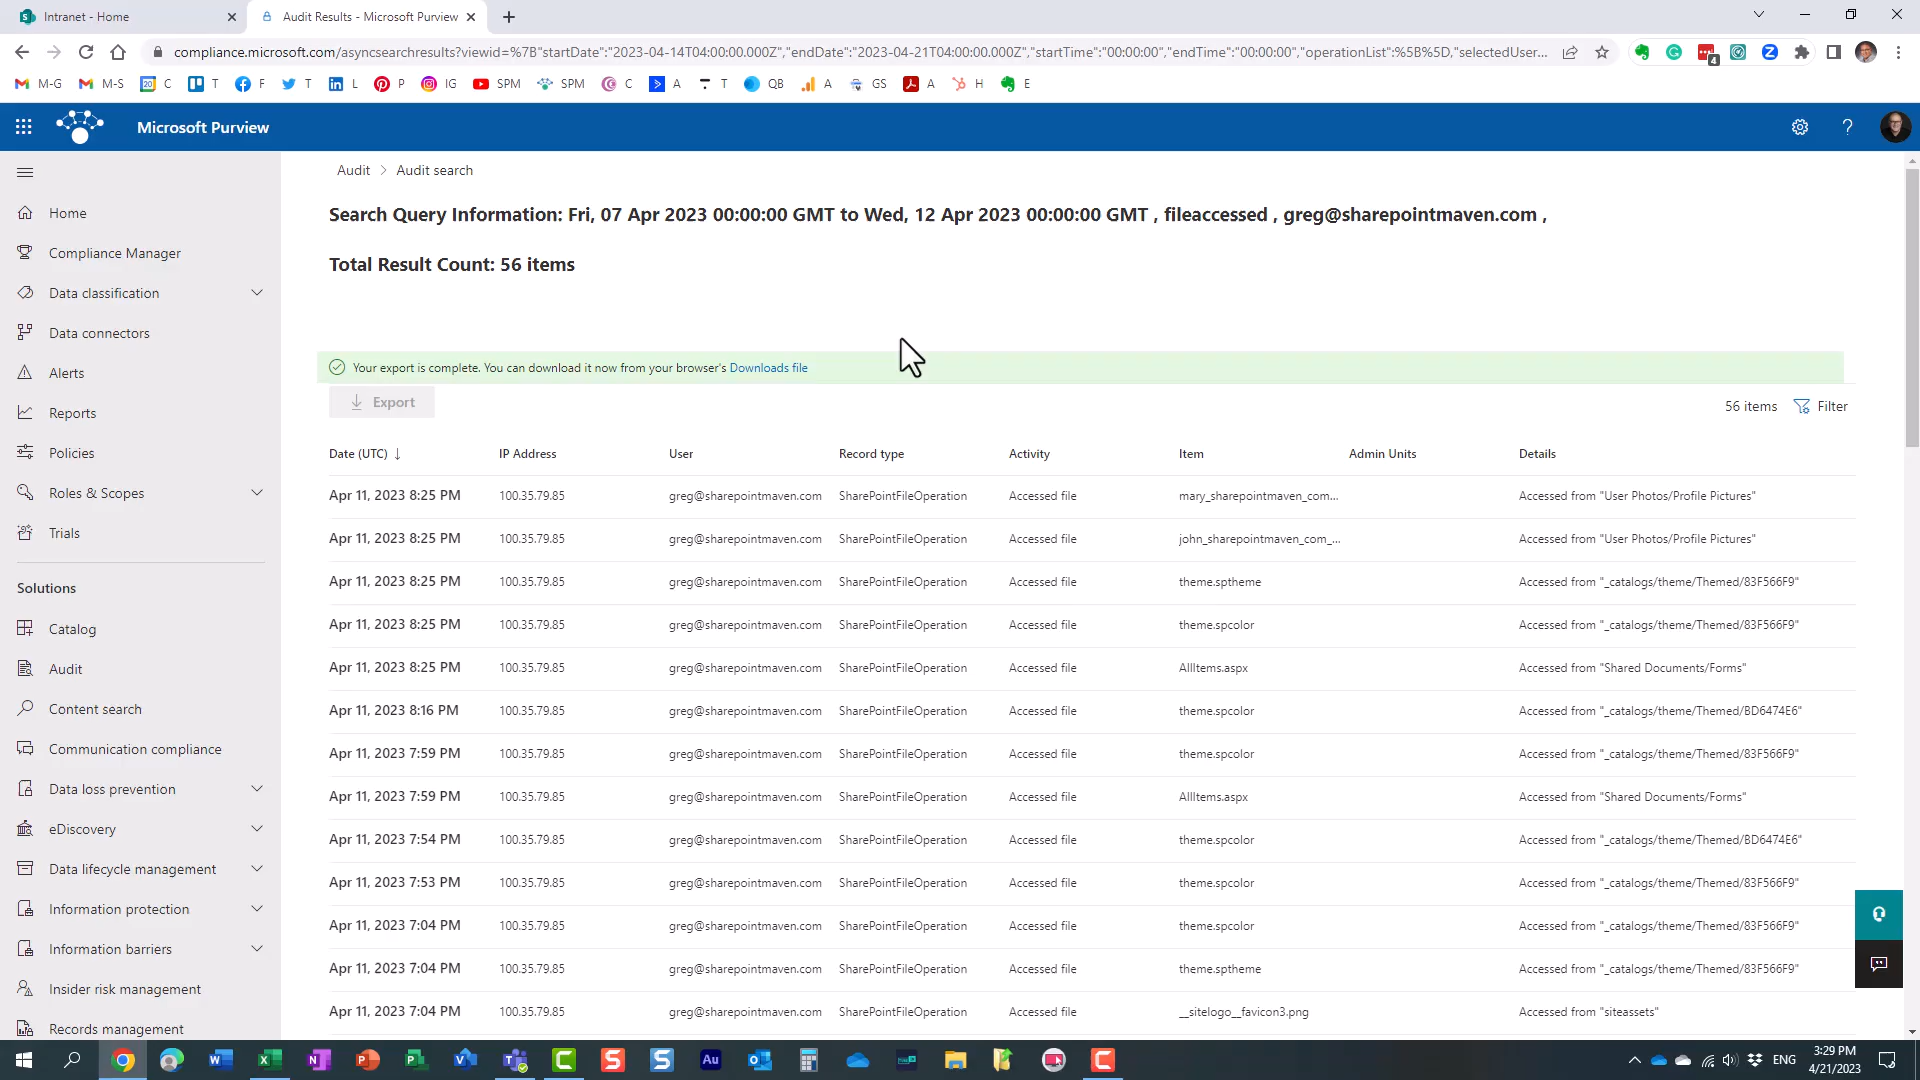 Intranet - Home
Audit Results - Microsoft Purview
compliance.microsoft.com/asyncsearchresults?viewid=%7B"startDate":"2023-04-14T04:00:00.000Z","endDate":"2023-04-21T04:00:00.000Z","startTime":"00:00:00","endTime":"00:00:00","operationList":%5B%5D,"selectedUser...
M-G M-S C T F T L P IG SPM SPM C A T QB A GS A H E
Microsoft Purview
Audit > Audit search
Search Query Information: Fri, 07 Apr 2023 00:00:00 GMT to Wed, 12 Apr 2023 00:00:00 GMT , fileaccessed , greg@sharepointmaven.com ,
Total Result Count: 56 items
Your export is complete. You can download it now from your browser's Downloads file
Export
56 items Filter
Date (UTC) ↓ IP Address User Record type Activity Item Admin Units Details
Apr 11, 2023 8:25 PM 100.35.79.85 greg@sharepointmaven.com SharePointFileOperation Accessed file mary_sharepointmaven_com... Accessed from "User Photos/Profile Pictures"
Apr 11, 2023 8:25 PM 100.35.79.85 greg@sharepointmaven.com SharePointFileOperation Accessed file john_sharepointmaven_com_... Accessed from "User Photos/Profile Pictures"
Apr 11, 2023 8:25 PM 100.35.79.85 greg@sharepointmaven.com SharePointFileOperation Accessed file theme.sptheme Accessed from "_catalogs/theme/Themed/83F566F9"
Apr 11, 2023 8:25 PM 100.35.79.85 greg@sharepointmaven.com SharePointFileOperation Accessed file theme.spcolor Accessed from "_catalogs/theme/Themed/83F566F9"
Apr 11, 2023 8:25 PM 100.35.79.85 greg@sharepointmaven.com SharePointFileOperation Accessed file AllItems.aspx Accessed from "Shared Documents/Forms"
Apr 11, 2023 8:16 PM 100.35.79.85 greg@sharepointmaven.com SharePointFileOperation Accessed file theme.spcolor Accessed from "_catalogs/theme/Themed/BD6474E6"
Apr 11, 2023 7:59 PM 100.35.79.85 greg@sharepointmaven.com SharePointFileOperation Accessed file theme.spcolor Accessed from "_catalogs/theme/Themed/83F566F9"
Apr 11, 2023 7:59 PM 100.35.79.85 greg@sharepointmaven.com SharePointFileOperation Accessed file AllItems.aspx Accessed from "Shared Documents/Forms"
Apr 11, 2023 7:54 PM 100.35.79.85 greg@sharepointmaven.com SharePointFileOperation Accessed file theme.spcolor Accessed from "_catalogs/theme/Themed/BD6474E6"
Apr 11, 2023 7:53 PM 100.35.79.85 greg@sharepointmaven.com SharePointFileOperation Accessed file theme.spcolor Accessed from "_catalogs/theme/Themed/83F566F9"
Apr 11, 2023 7:04 PM 100.35.79.85 greg@sharepointmaven.com SharePointFileOperation Accessed file theme.spcolor Accessed from "_catalogs/theme/Themed/83F566F9"
Apr 11, 2023 7:04 PM 100.35.79.85 greg@sharepointmaven.com SharePointFileOperation Accessed file theme.sptheme Accessed from "_catalogs/theme/Themed/83F566F9"
Apr 11, 2023 7:04 PM 100.35.79.85 greg@sharepointmaven.com SharePointFileOperation Accessed file __sitelogo__favicon3.png Accessed from "siteassets"
Home
Compliance Manager
Data classification
Data connectors
Alerts
Reports
Policies
Roles & Scopes
Trials
Solutions
Catalog
Audit
Content search
Communication compliance
Data loss prevention
eDiscovery
Data lifecycle management
Information protection
Information barriers
Insider risk management
Records management
ENG
3:29 PM
4/21/2023